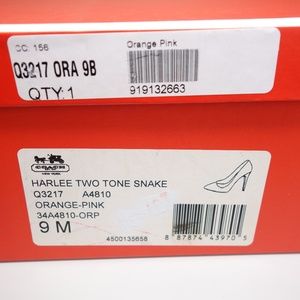 CC: 156
Orange Pink
Q3217 ORA 9B
QTY:1
919132663
COACH
NEW YORK
HARLEE TWO TONE SNAKE
Q3217 A4810
ORANGE-PINK
34A4810-ORP
9 M
4500135658
8 87874 43970 5